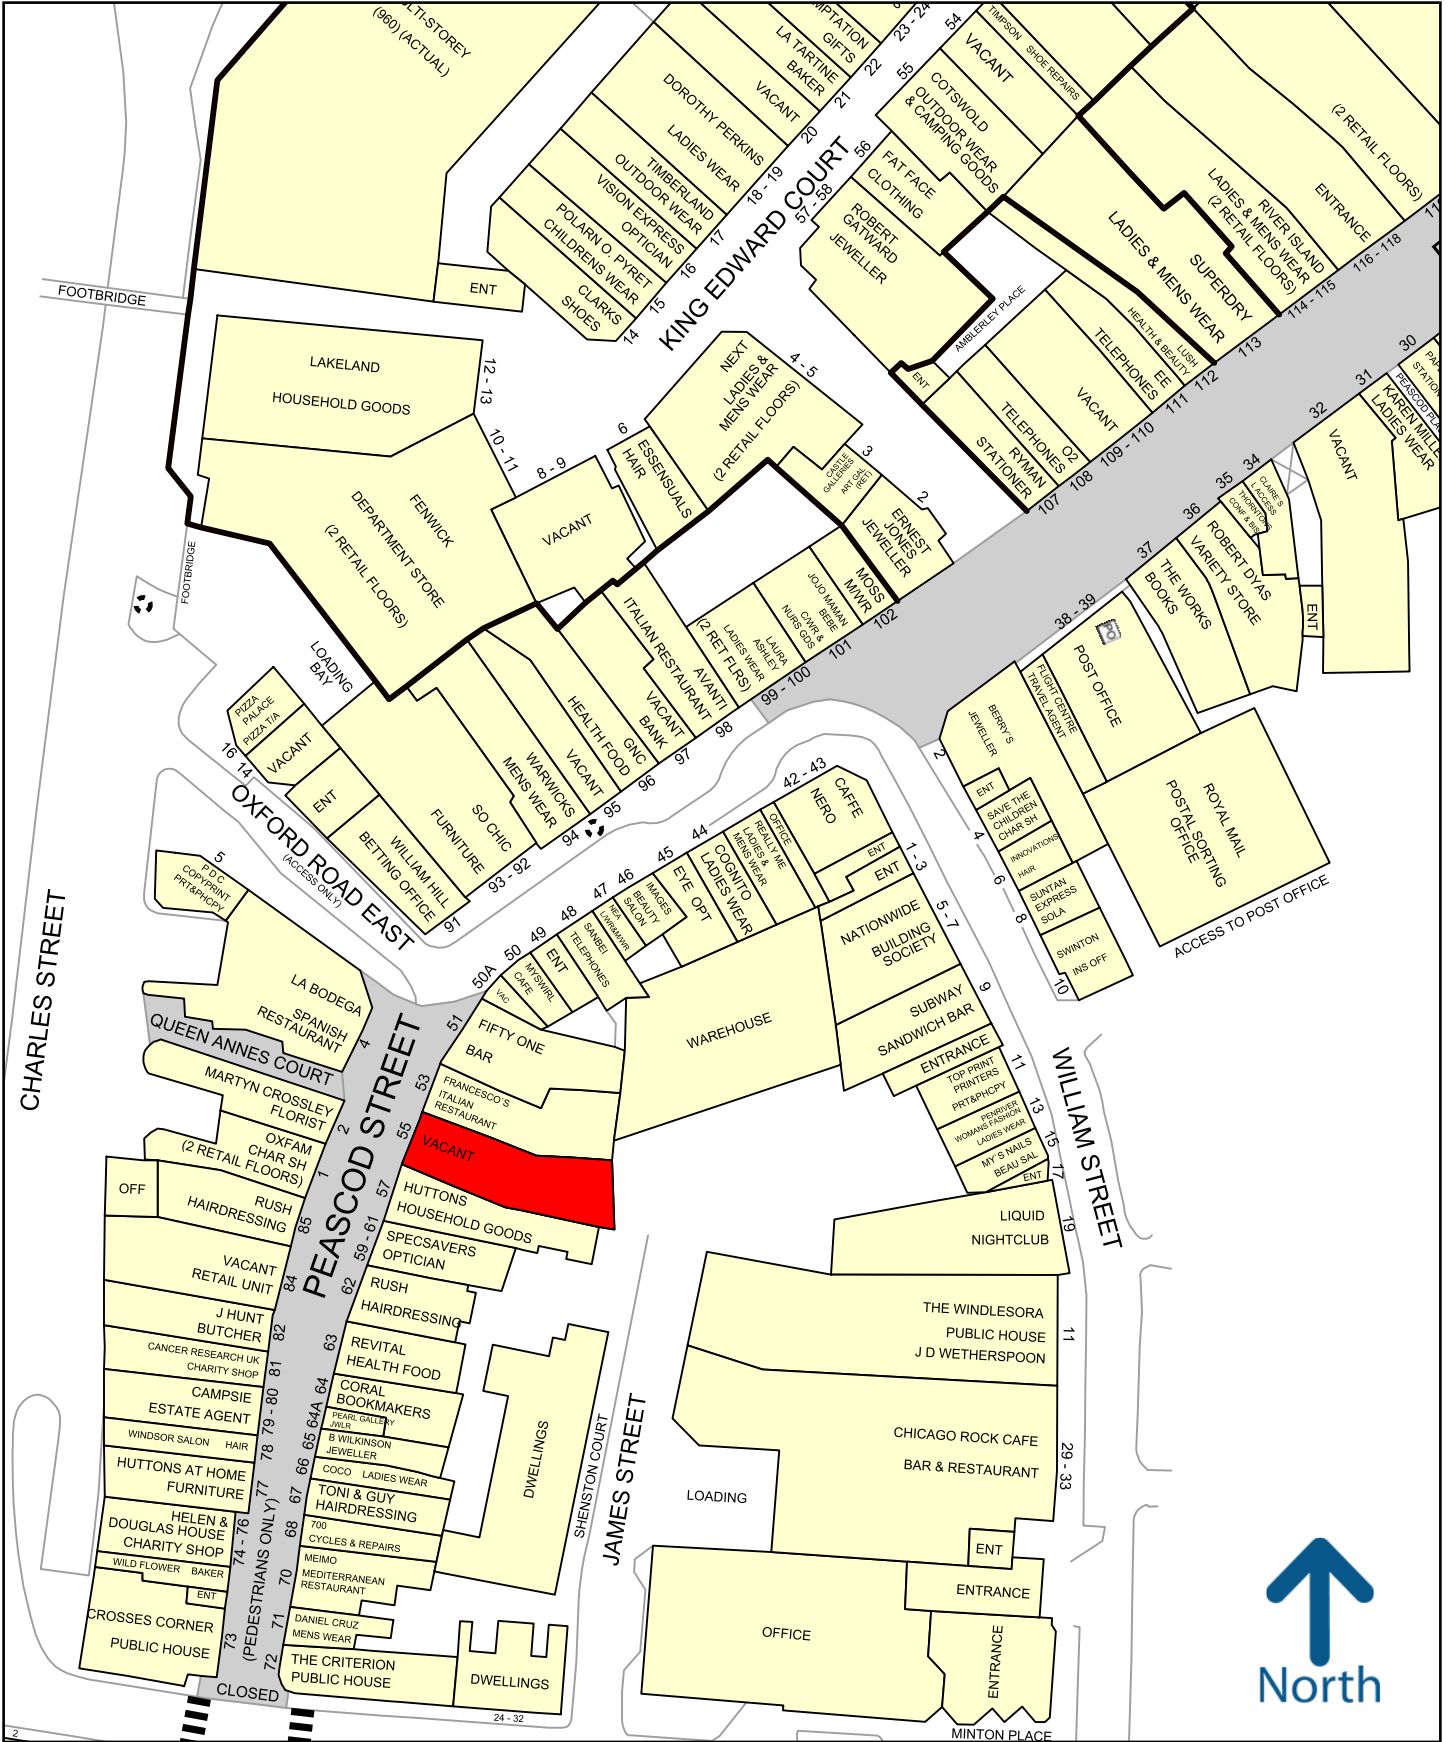 LTI-STOREY
(960) (ACTUAL)
MPTATION
GIFTS
LA TARTINE
BAKER
VACANT
DOROTHY PERKINS
LADIES WEAR
TIMBERLAND
OUTDOOR WEAR
VISION EXPRESS
OPTICIAN
POLARN O. PYRET
CHILDRENS WEAR
CLARKS
SHOES
ENT
23 - 24
22
21
20
18 - 19
17
16
15
14
KING EDWARD COURT
54
55
56
57 - 58
TIMPSON SHOE REPAIRS
VACANT
COTSWOLD
OUTDOOR WEAR
& CAMPING GOODS
FAT FACE
CLOTHING
ROBERT
GATWARD
JEWELLER
(2 RETAIL FLOORS)
ENTRANCE
RIVER ISLAND
LADIES & MENS WEAR
(2 RETAIL FLOORS)
SUPERDRY
LADIES & MENS WEAR
116 - 118
114 - 115
113
112
111
109 - 110
108
107
AMBERLEY PLACE
LUSH
HEALTH & BEAUTY
EE
TELEPHONES
VACANT
O2
TELEPHONES
RYMAN
STATIONER
ENT
FOOTBRIDGE
LAKELAND
HOUSEHOLD GOODS
12 - 13
10 - 11
8 - 9
6
FENWICK
DEPARTMENT STORE
(2 RETAIL FLOORS)
VACANT
ESSENSUALS
HAIR
NEXT
LADIES &
MENS WEAR
(2 RETAIL FLOORS)
4 - 5
3
CASTLE
GALLERIES
ART GAL
(RET)
2
ERNEST
JONES
JEWELLER
MOSS
M/WR
102
JOJO MAMAN
BEBE
C/WR &
NURS GDS
101
LAURA
ASHLEY
LADIES WEAR
(2 RET FLRS)
99 - 100
AVANTI
ITALIAN RESTAURANT
98
VACANT
BANK
97
GNC
HEALTH FOOD
96
VACANT
95
WARWICKS
MENS WEAR
94
SO CHIC
FURNITURE
93 - 92
WILLIAM HILL
BETTING OFFICE
91
ENT
VACANT
PIZZA
PALACE
PIZZA T/A
16
14
LOADING
BAY
FOOTBRIDGE
OXFORD ROAD EAST
(ACCESS ONLY)
30
31
32
34
35
36
37
38 - 39
PEASCOD PLA
KAREN MILLE
LADIES WEAR
VACANT
CLAIRE'S
ROBERT DYAS
VARIETY STORE
THE WORKS
BOOKS
ENT
POST OFFICE
FLIGHT CENTRE
TRAVEL AGENT
BERRY'S
JEWELLER
2
ENT
4
SAVE THE
CHILDREN
CHAR SH
INNOVATIONS
HAIR
6
SUNTAN
EXPRESS
SOLA
8
SWINTON
INS OFF
10
ROYAL MAIL
POSTAL SORTING
OFFICE
ACCESS TO POST OFFICE
42 - 43
CAFFE
NERO
OFFICE
REALLY ME
LADIES &
MENS WEAR
44
COGNITO
LADIES WEAR
45
EYE OPT
46
IMAGES
BEAUTY
SALON
47
NEA
L/WR&M/WR
48
SANBEI
TELEPHONES
49
ENT
50
MYSWIRL
CAFE
50A
VAC
ENT
ENT
1 - 3
5 - 7
NATIONWIDE
BUILDING
SOCIETY
9
SUBWAY
SANDWICH BAR
ENTRANCE
11
TOP PRINT
PRINTERS
PRT&PHCPY
13
PENRIVER
WOMANS FASHION
LADIES WEAR
15
MY'S NAILS
BEAU SAL
ENT
17
WAREHOUSE
WILLIAM STREET
CHARLES STREET
5
P D C
COPYPRINT
PRT&PHCPY
LA BODEGA
SPANISH
RESTAURANT
4
QUEEN ANNES COURT
MARTYN CROSSLEY
FLORIST
2
OXFAM
CHAR SH
(2 RETAIL FLOORS)
1
OFF
RUSH
HAIRDRESSING
85
VACANT
RETAIL UNIT
84
J HUNT
BUTCHER
82
CANCER RESEARCH UK
CHARITY SHOP
81
CAMPSIE
ESTATE AGENT
79 - 80
WINDSOR SALON HAIR
78
HUTTONS AT HOME
FURNITURE
77
HELEN &
DOUGLAS HOUSE
CHARITY SHOP
74 - 76
WILD FLOWER BAKER
ENT
CROSSES CORNER
PUBLIC HOUSE
73
PEASCOD STREET
(PEDESTRIANS ONLY)
CLOSED
51
FIFTY ONE
BAR
53
FRANCESCO'S
ITALIAN
RESTAURANT
55
VACANT
57
HUTTONS
HOUSEHOLD GOODS
59 - 61
SPECSAVERS
OPTICIAN
62
RUSH
HAIRDRESSING
63
REVITAL
HEALTH FOOD
64
CORAL
BOOKMAKERS
64A
PEARL GALLERY
JWLR
65
B WILKINSON
JEWELLER
66
COCO LADIES WEAR
67
TONI & GUY
HAIRDRESSING
68
700
CYCLES & REPAIRS
MEIMO
MEDITERRANEAN
RESTAURANT
70
DANIEL CRUZ
MENS WEAR
71
THE CRITERION
PUBLIC HOUSE
72
DWELLINGS
24 - 32
DWELLINGS
SHENSTON COURT
JAMES STREET
LIQUID
NIGHTCLUB
19
THE WINDLESORA
PUBLIC HOUSE
J D WETHERSPOON
11
CHICAGO ROCK CAFE
BAR & RESTAURANT
29 - 33
LOADING
ENT
ENTRANCE
OFFICE
ENTRANCE
MINTON PLACE
2
North